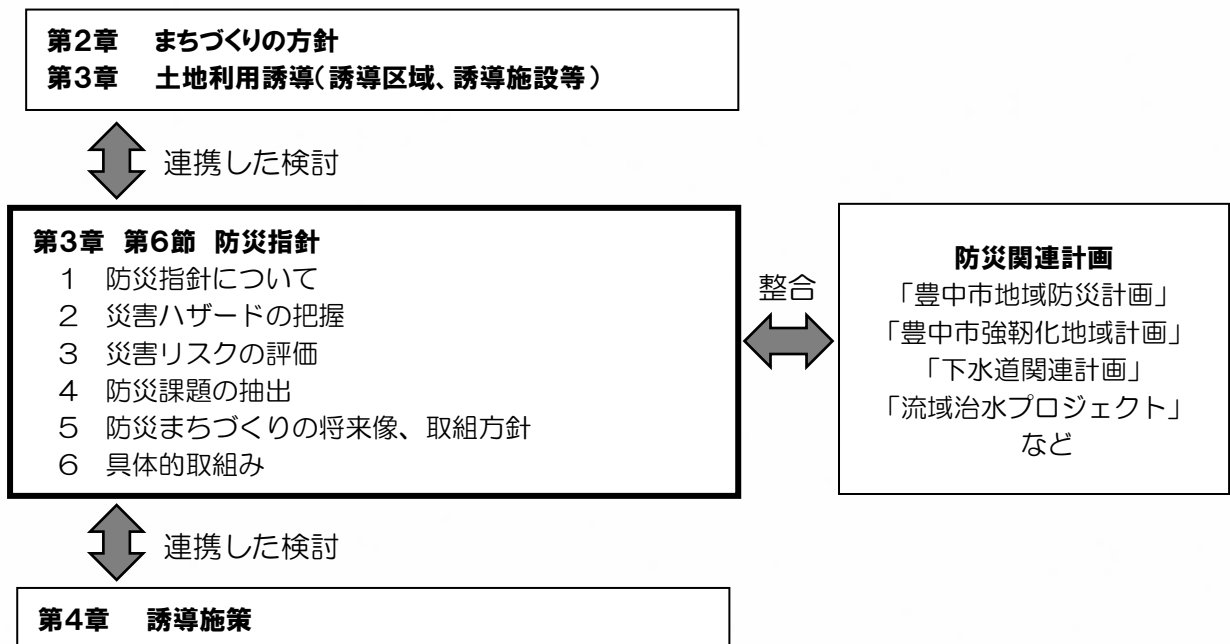 第2章　まちづくりの方針
第3章　土地利用誘導（誘導区域、誘導施設等）
連携した検討
第3章 第6節 防災指針
1　防災指針について
2　災害ハザードの把握
3　災害リスクの評価
4　防災課題の抽出
5　防災まちづくりの将来像、取組方針
6　具体的取組み
整合
防災関連計画
「豊中市地域防災計画」
「豊中市強靭化地域計画」
「下水道関連計画」
「流域治水プロジェクト」
など
連携した検討
第4章　誘導施策